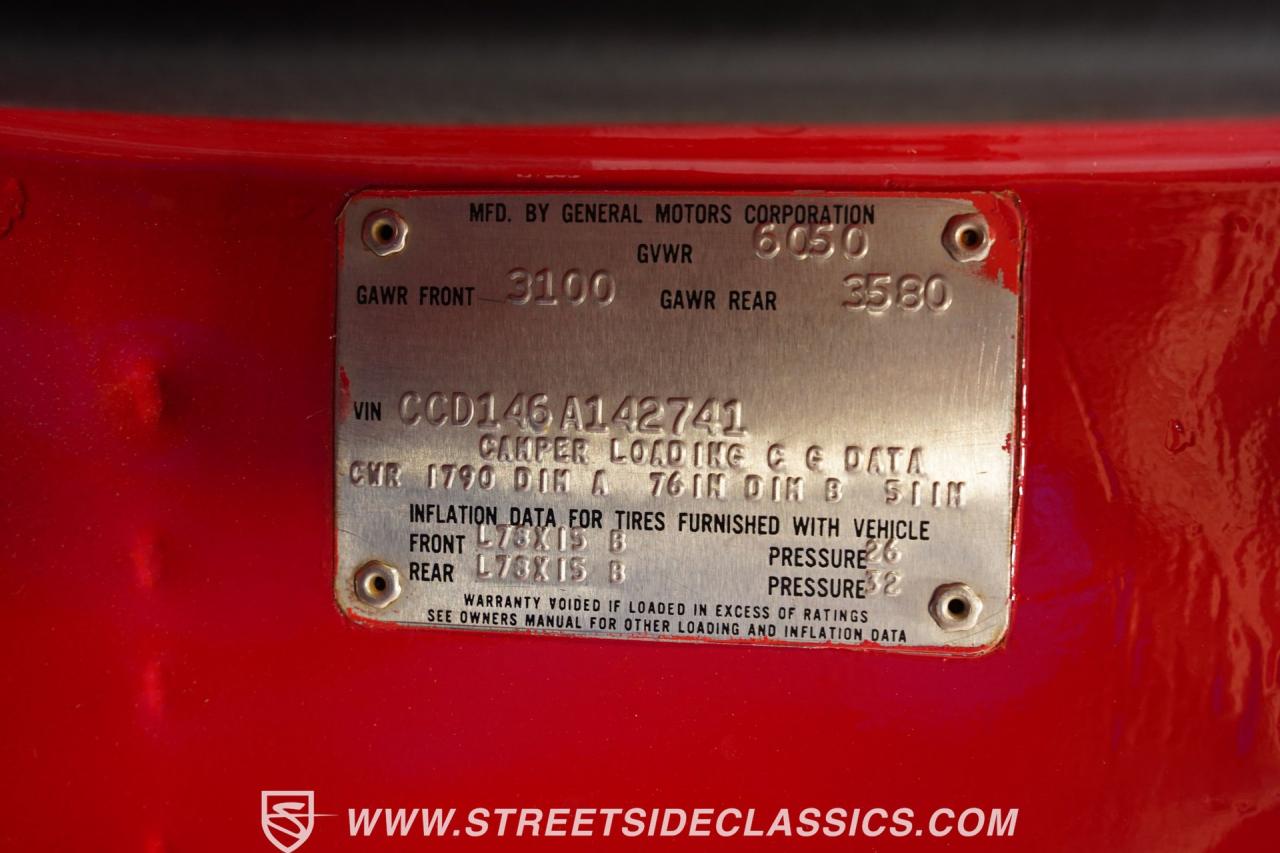 MFD. BY GENERAL MOTORS CORPORATION
GVWR 6050
GAWR FRONT 3100 GAWR REAR 3580
VIN CCD146A142741
CAMPER LOADING C G DATA
CWR 1790 DIM A 76IN DIM B 51IN
INFLATION DATA FOR TIRES FURNISHED WITH VEHICLE
FRONT L78X15 B PRESSURE 26
REAR L78X15 B PRESSURE 32
WARRANTY VOIDED IF LOADED IN EXCESS OF RATINGS
SEE OWNERS MANUAL FOR OTHER LOADING AND INFLATION DATA
WWW.STREETSIDECLASSICS.COM